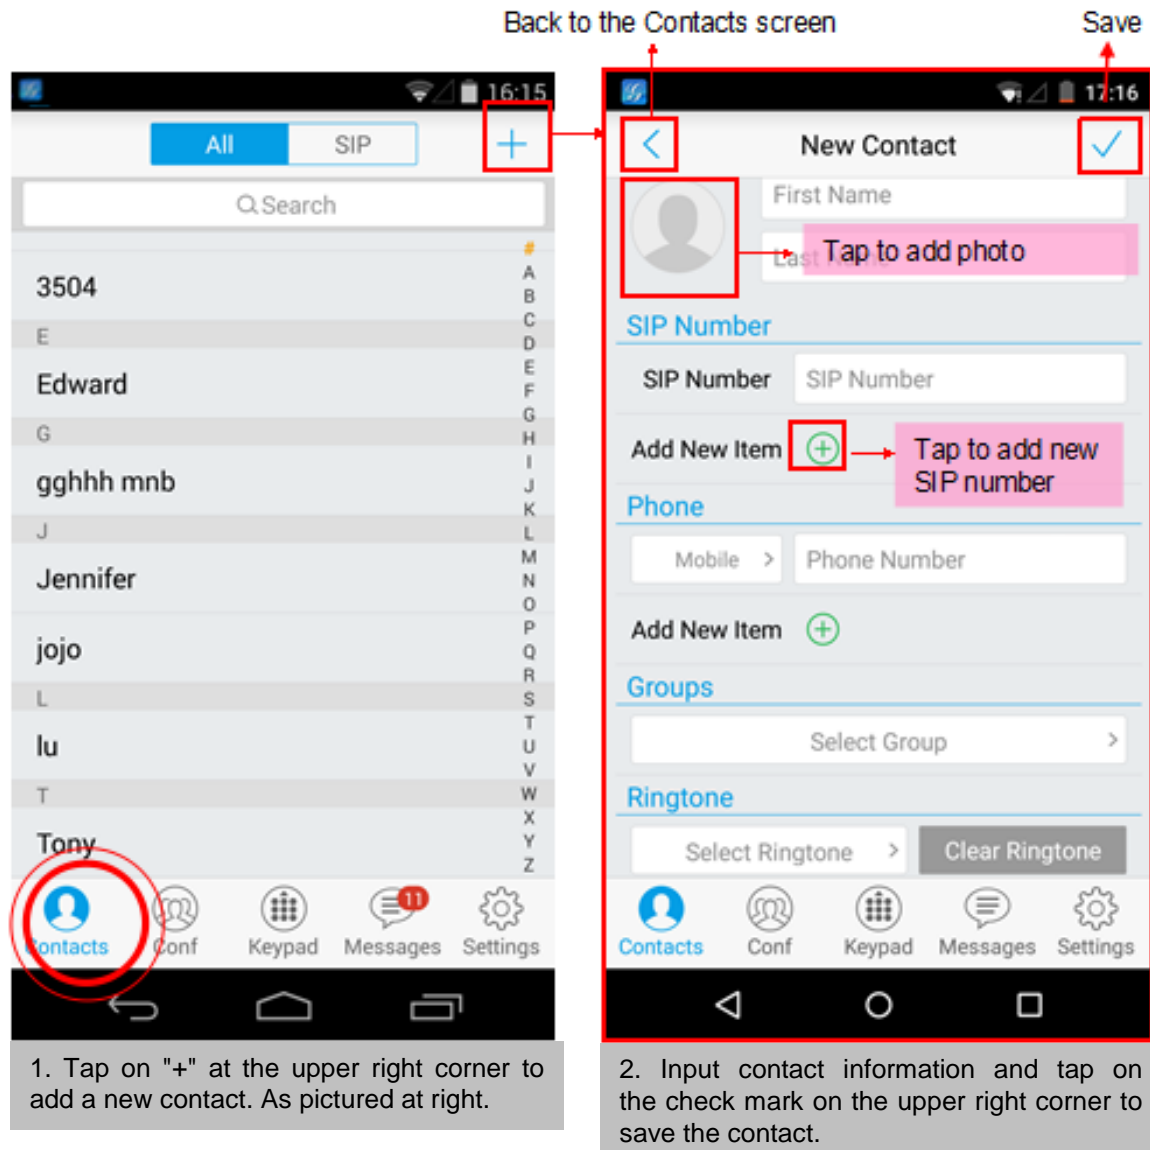 Back to the Contacts screen
Save
16:15
All SIP
Search
#
3504
E
Edward
G
gghhh mnb
J
Jennifer
jojo
L
lu
T
Tony
A
B
C
D
E
F
G
H
I
J
K
L
M
N
O
P
Q
R
S
T
U
V
W
X
Y
Z
11
Contacts Conf Keypad Messages Settings
1. Tap on "+" at the upper right corner to
add a new contact. As pictured at right.
17:16
New Contact
First Name
Last Name
Tap to add photo
SIP Number
SIP Number SIP Number
Add New Item
Tap to add new
SIP number
Phone
Mobile > Phone Number
Add New Item
Groups
Select Group >
Ringtone
Select Ringtone > Clear Ringtone
Contacts Conf Keypad Messages Settings
2. Input contact information and tap on
the check mark on the upper right corner to
save the contact.